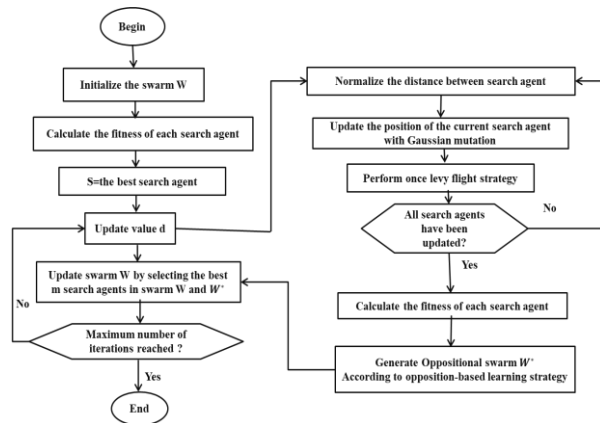 Begin
Initialize the swarm W
Calculate the fitness of each search agent
S=the best search agent
Update value d
Update swarm W by selecting the best
m search agents in swarm W and W'
No
Maximum number of
iterations reached ?
Yes
End
Normalize the distance between search agent
Update the position of the current search agent
with Gaussian mutation
Perform once levy flight strategy
All search agents
have been
updated?
No
Yes
Calculate the fitness of each search agent
Generate Oppositional swarm W'
According to opposition-based learning strategy